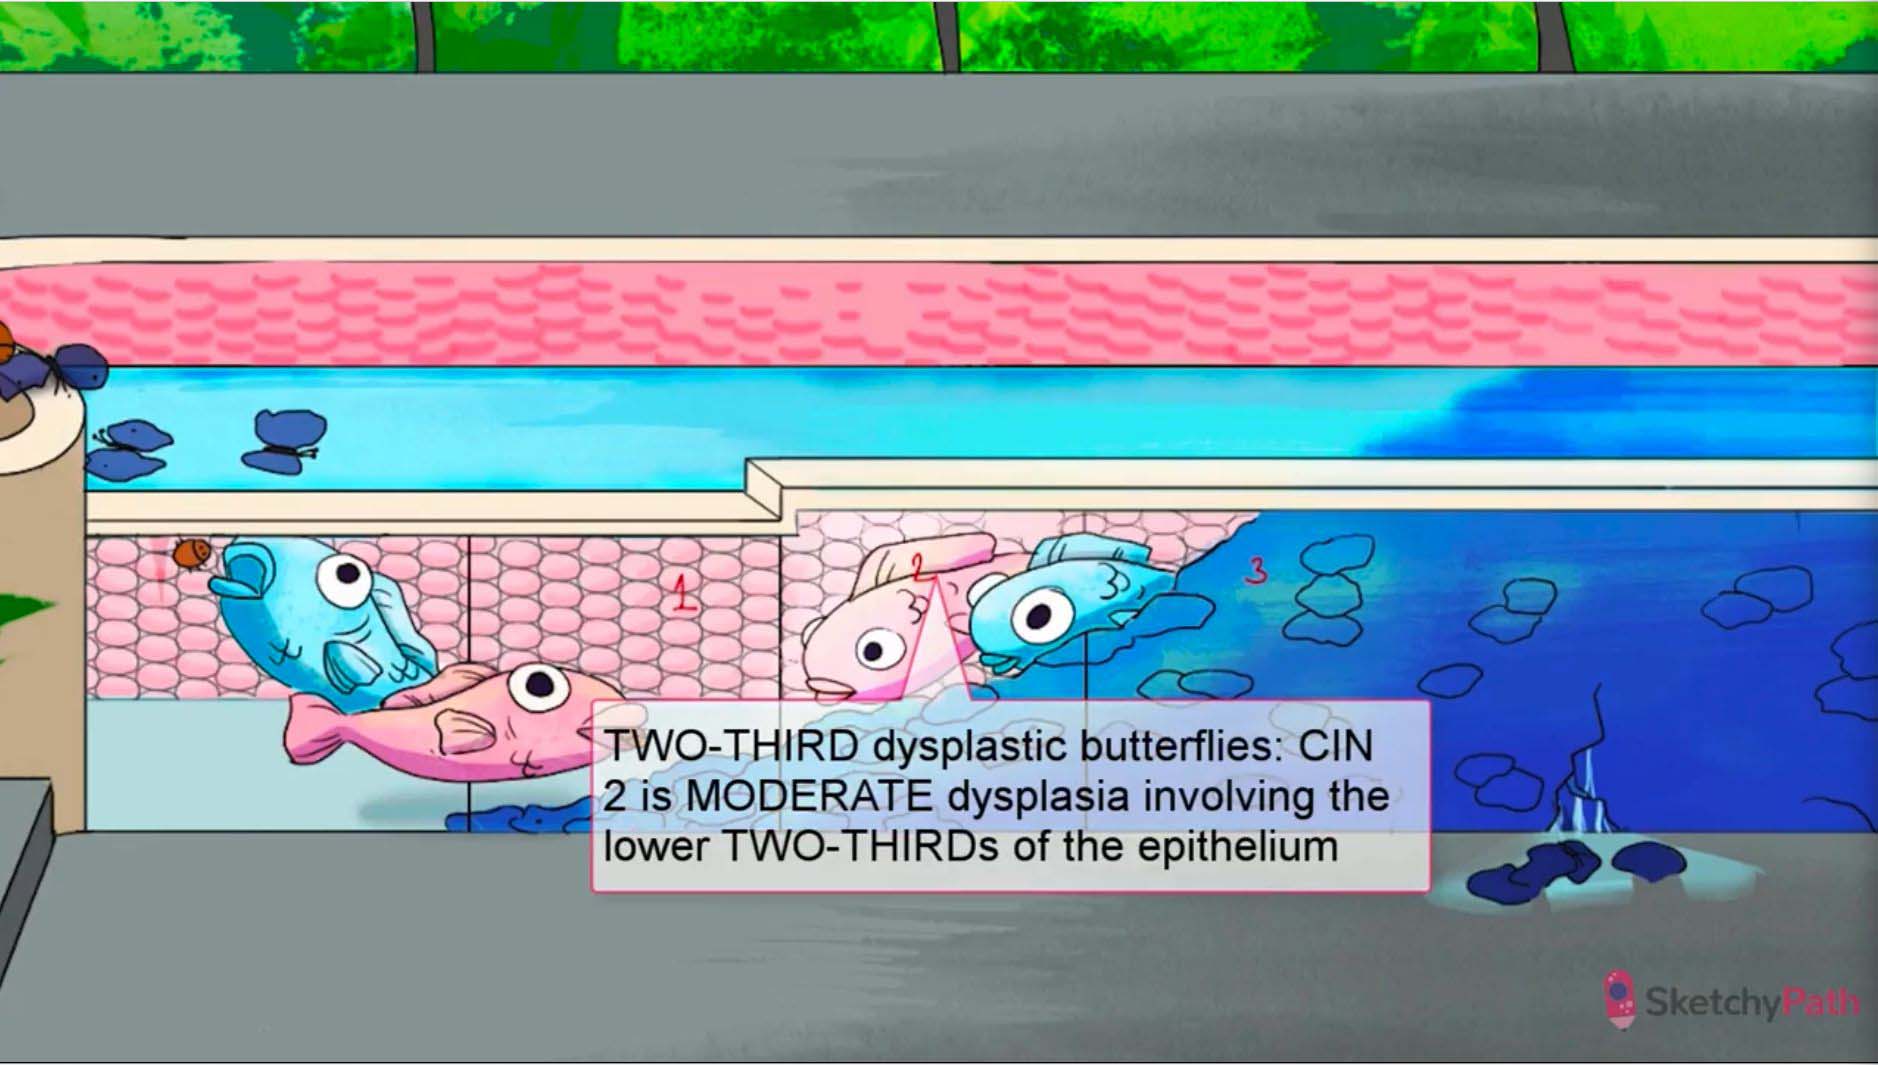 1
2
3
TWO-THIRD dysplastic butterflies: CIN
2 is MODERATE dysplasia involving the
lower TWO-THIRDs of the epithelium
SketchyPath